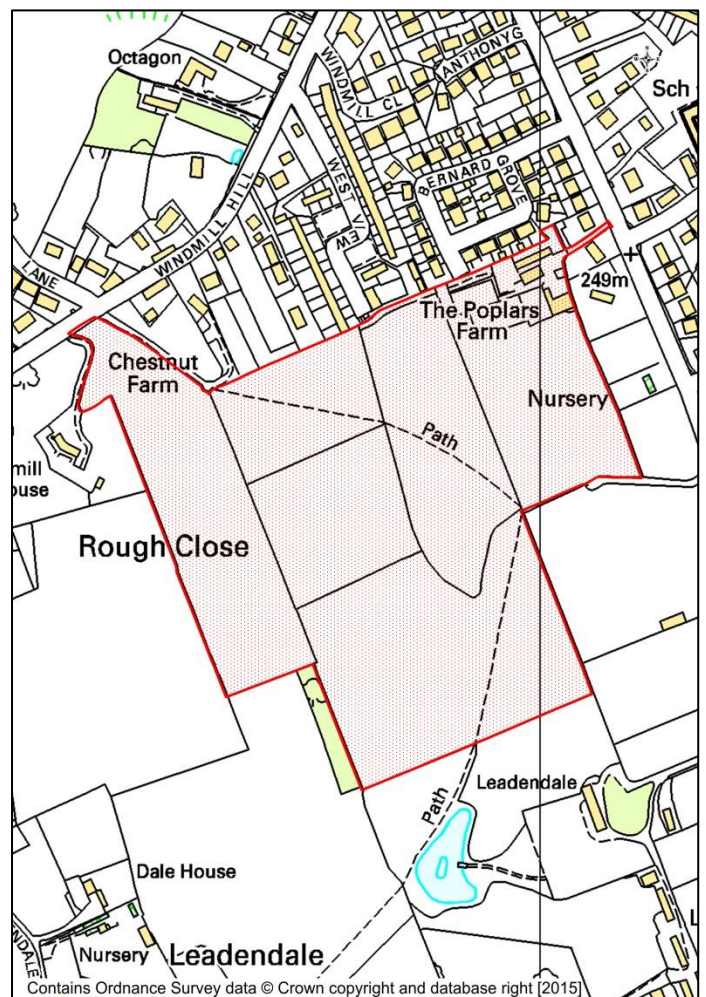 Octagon
WINDMILL CL
ANTHONYG
Sch
WEST VIEW
BERNARD GROVE
WINDMILL HILL
LANE
249m
The Poplars
Farm
Chestnut
Farm
Nursery
Path
mill
ouse
Rough Close
Leadendale
Path
Dale House
NDALE
Nursery
Leadendale
L
Contains Ordnance Survey data © Crown copyright and database right [2015]